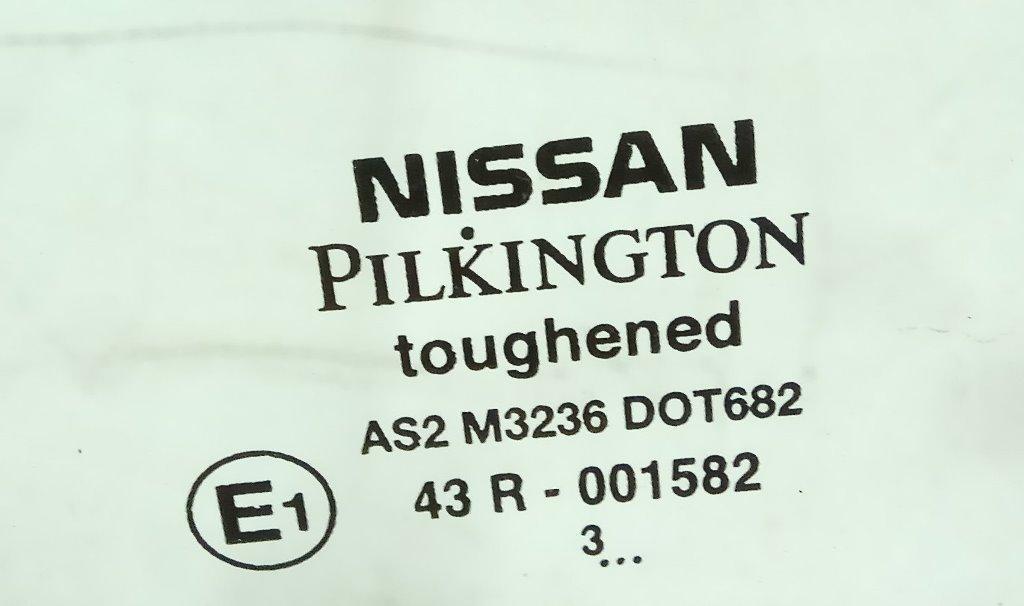 NISSAN
PILKINGTON
toughened
AS2 M3236 DOT682
E1 43 R - 001582
3...